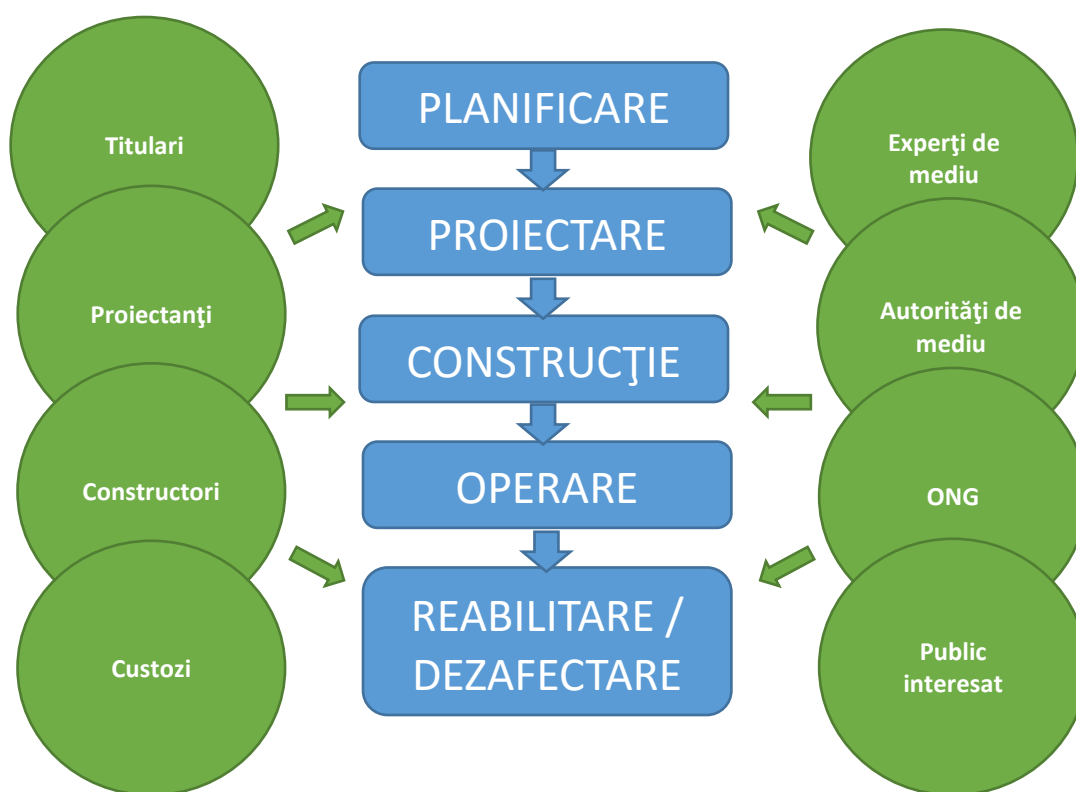 Titulari
Proiectanţi
Constructori
Custozi
PLANIFICARE
PROIECTARE
CONSTRUCŢIE
OPERARE
REABILITARE /
DEZAFECTARE
Experţi de
mediu
Autorităţi de
mediu
ONG
Public
interesat